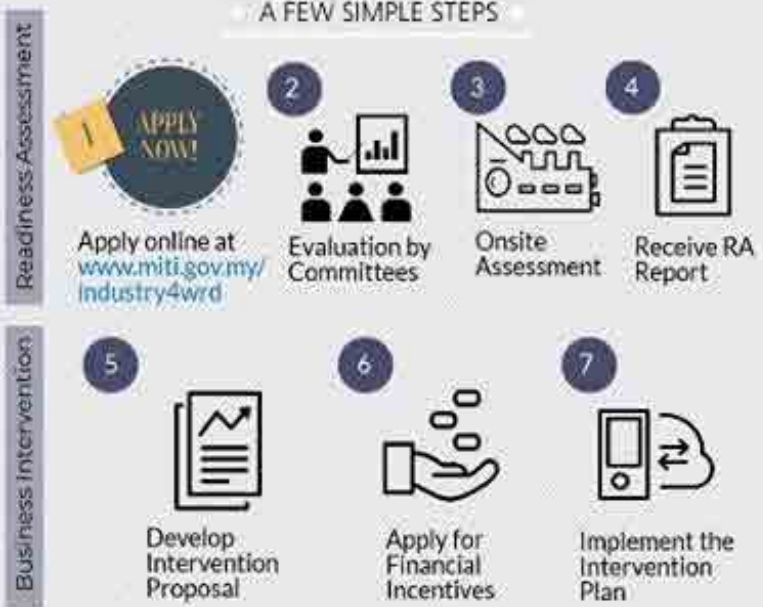 A FEW SIMPLE STEPS
Readiness Assessment
1
APPLY
NOW!
Apply online at
www.miti.gov.my/
industry4wrd
2
Evaluation by
Committees
3
Onsite
Assessment
4
Receive RA
Report
Business Intervention
5
Develop
Intervention
Proposal
6
Apply for
Financial
Incentives
7
Implement the
Intervention
Plan